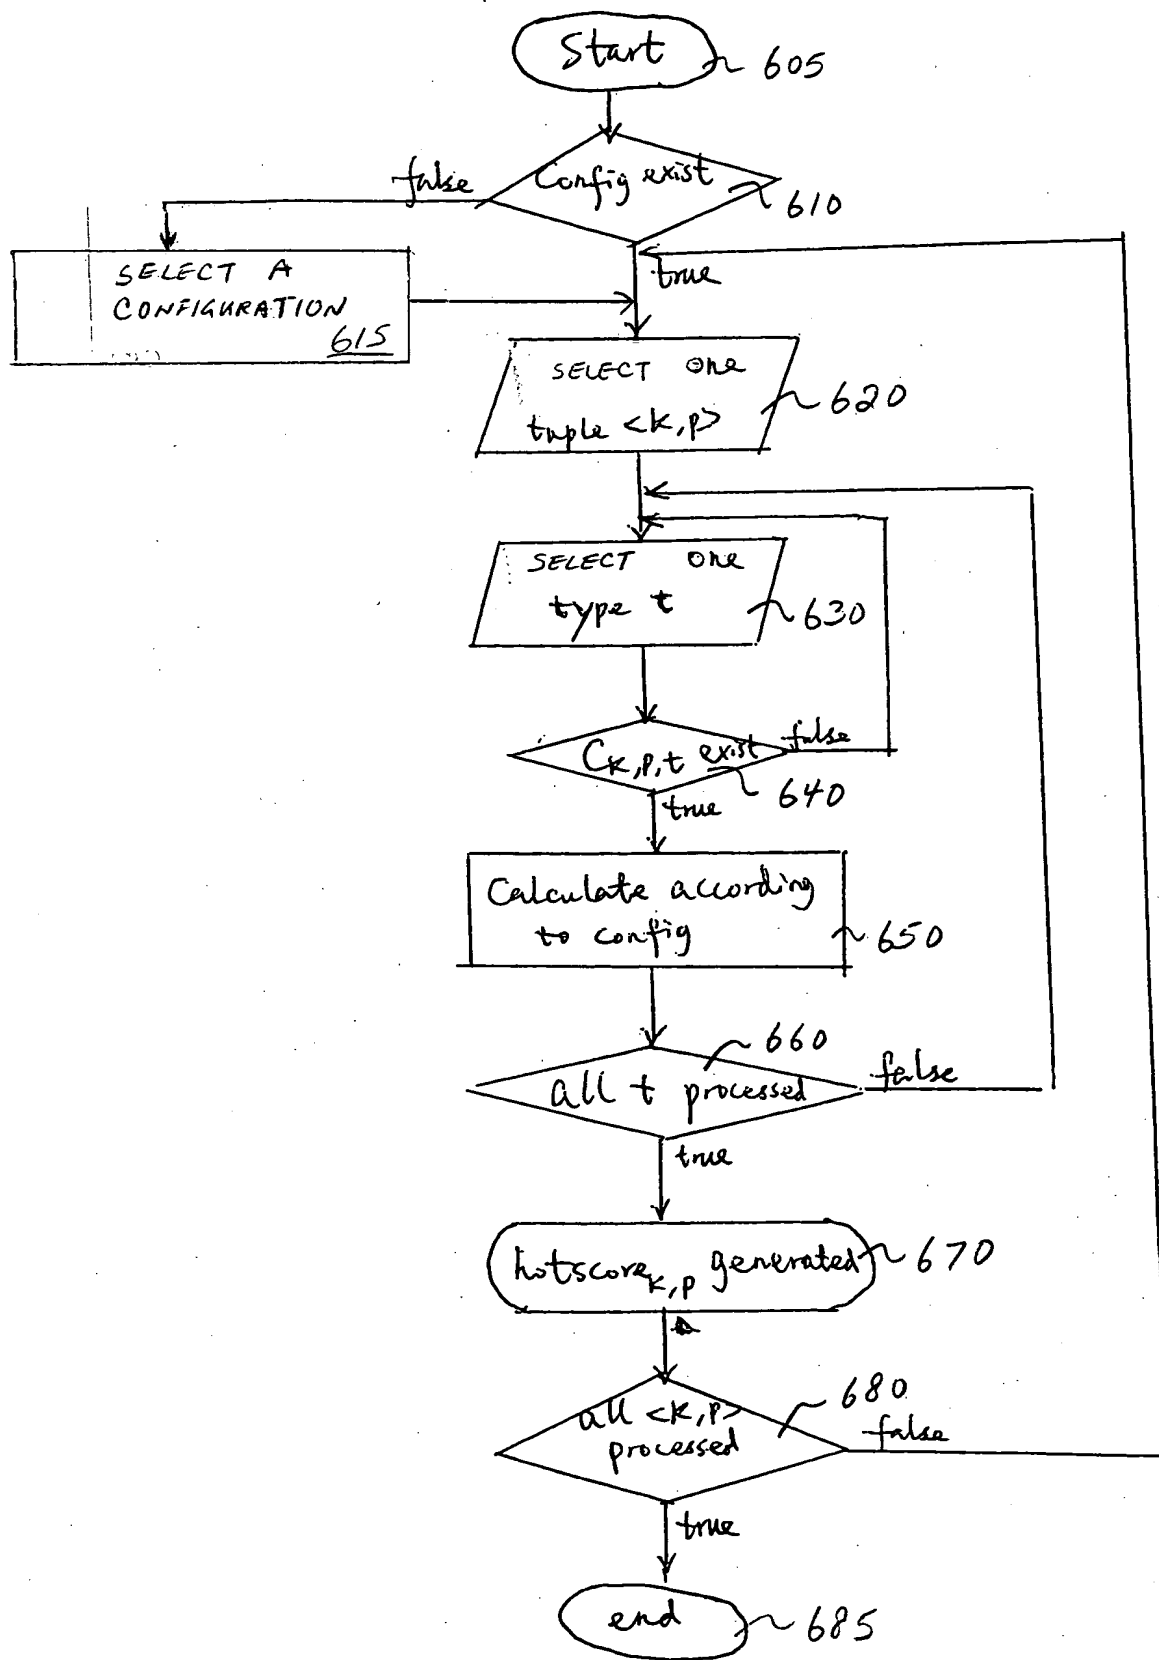 Start
605
Config exist
610
false
SELECT A
CONFIGURATION
615
true
SELECT one
tuple <k,p>
620
SELECT one
type t
630
Ck,p,t exist
false
640
true
Calculate according
to config
650
660
all t processed
false
true
hotscorek,p generated
670
680
all <k,p>
processed
false
true
end
685